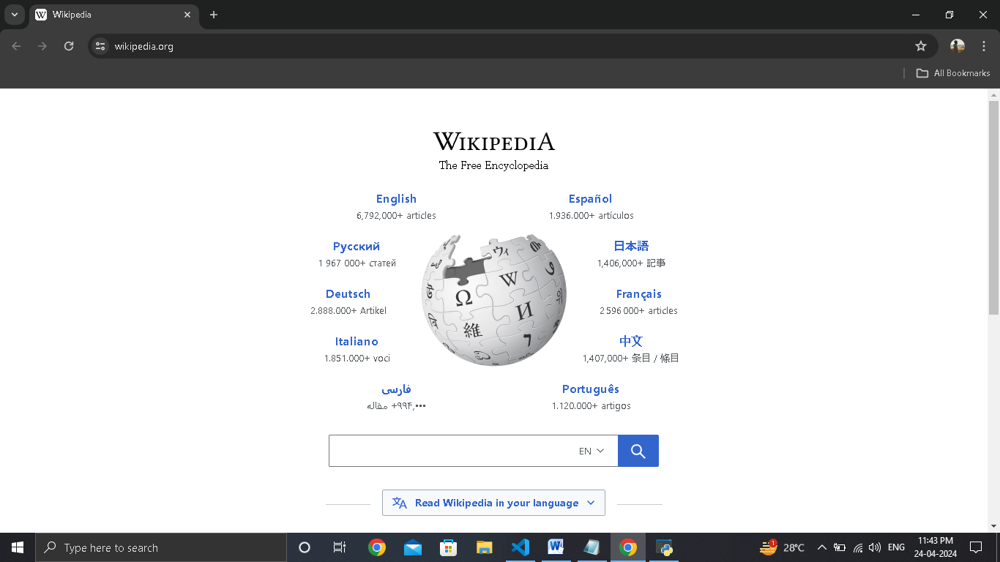 Wikipedia
wikipedia.org
All Bookmarks
WIKIPEDIA
The Free Encyclopedia
English
6,792,000+ articles
Español
1.936.000+ artículos
Русский
1 967 000+ статей
日本語
1,406,000+ 記事
Deutsch
2.888.000+ Artikel
Français
2 596 000+ articles
Italiano
1.851.000+ voci
中文
1,407,000+ 条目 / 條目
فارسی
۹۹۴٬۰۰۰+ مقاله
Português
1.120.000+ artigos
Ω W И 維
ウィ
EN
Read Wikipedia in your language
Type here to search
1
28°C
ENG
11:43 PM
24-04-2024